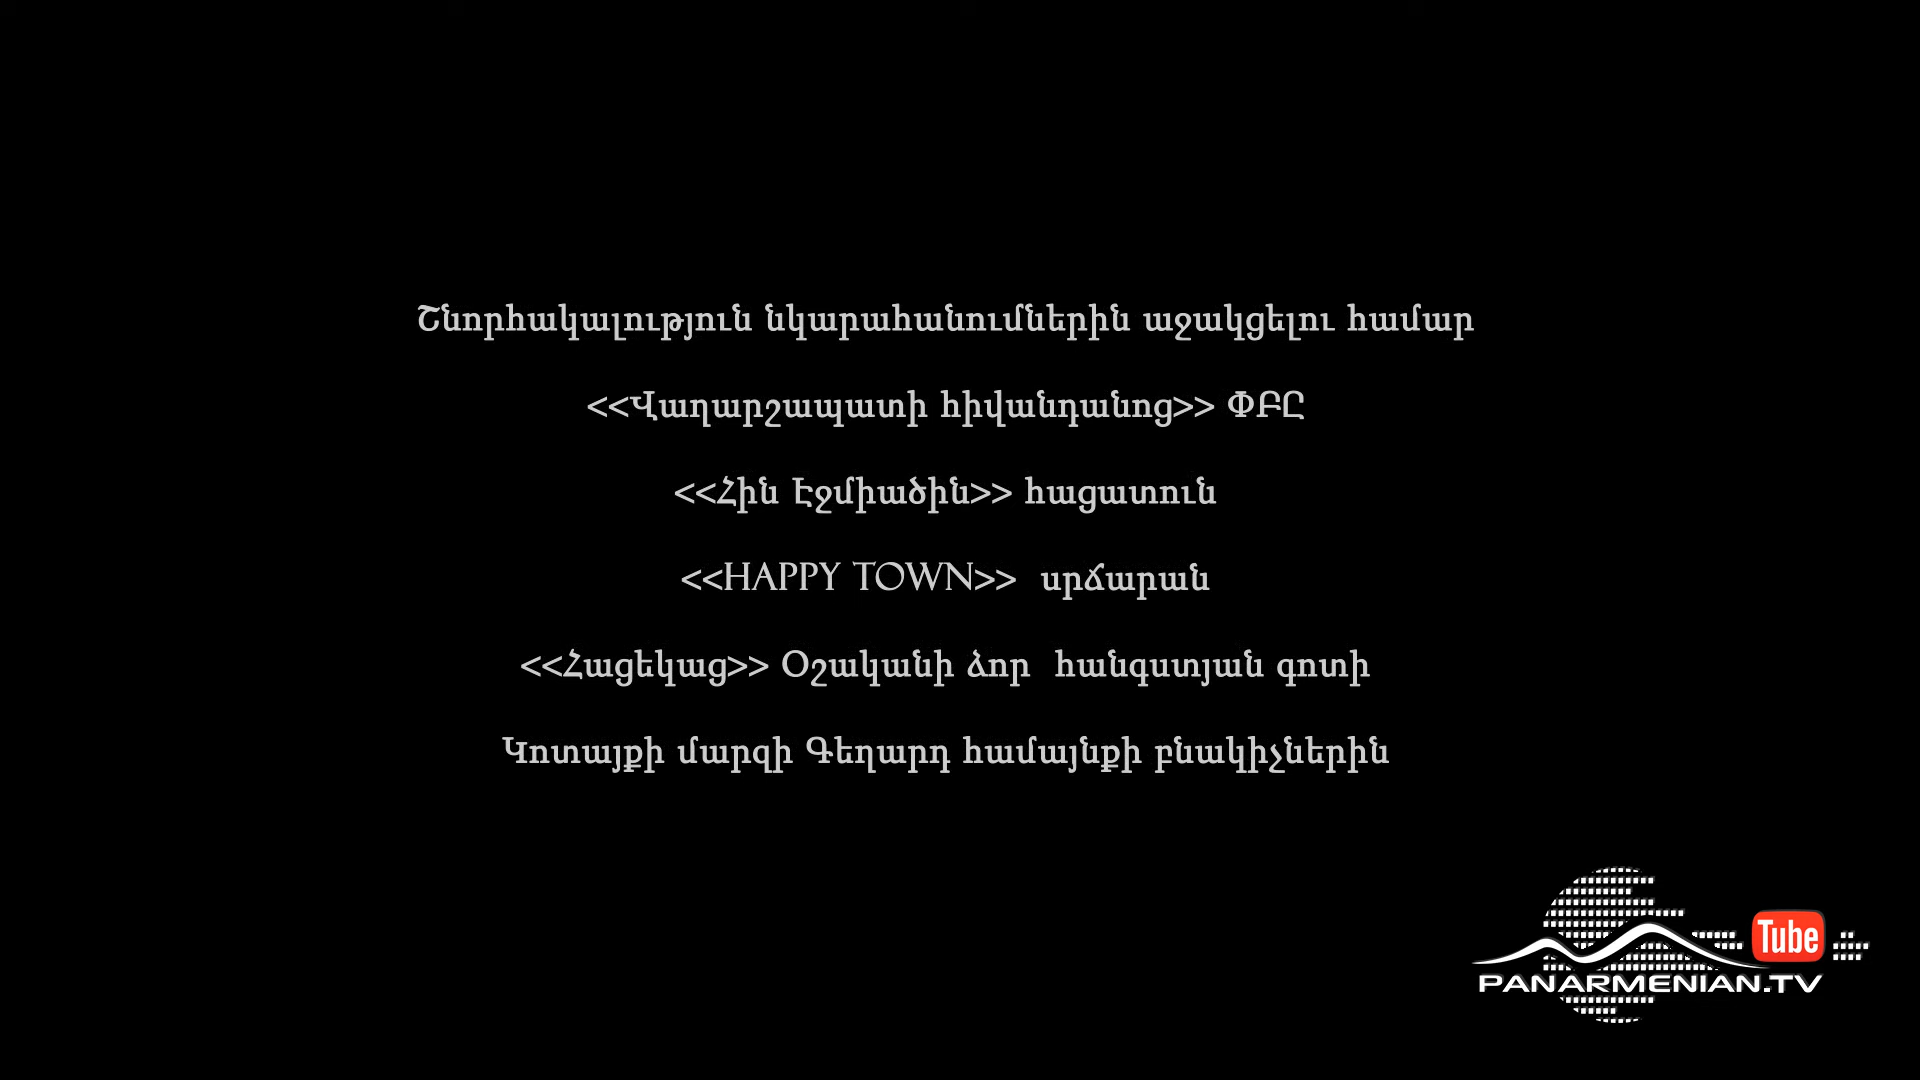 Շնորհակալություն նկարահանումներին աջակցելու համար
<<Վաղարշապատի հիվանդանոց>> ՓԲԸ
<<Հին Էջմիածին>> հացատուն
<<HAPPY TOWN>>  սրճարան
<<Հացեկաց>> Օշականի ձոր  հանգստյան գոտի
Կոտայքի մարզի Գեղարդ համայնքի բնակիչներին
Tube
PANARMENIAN.TV